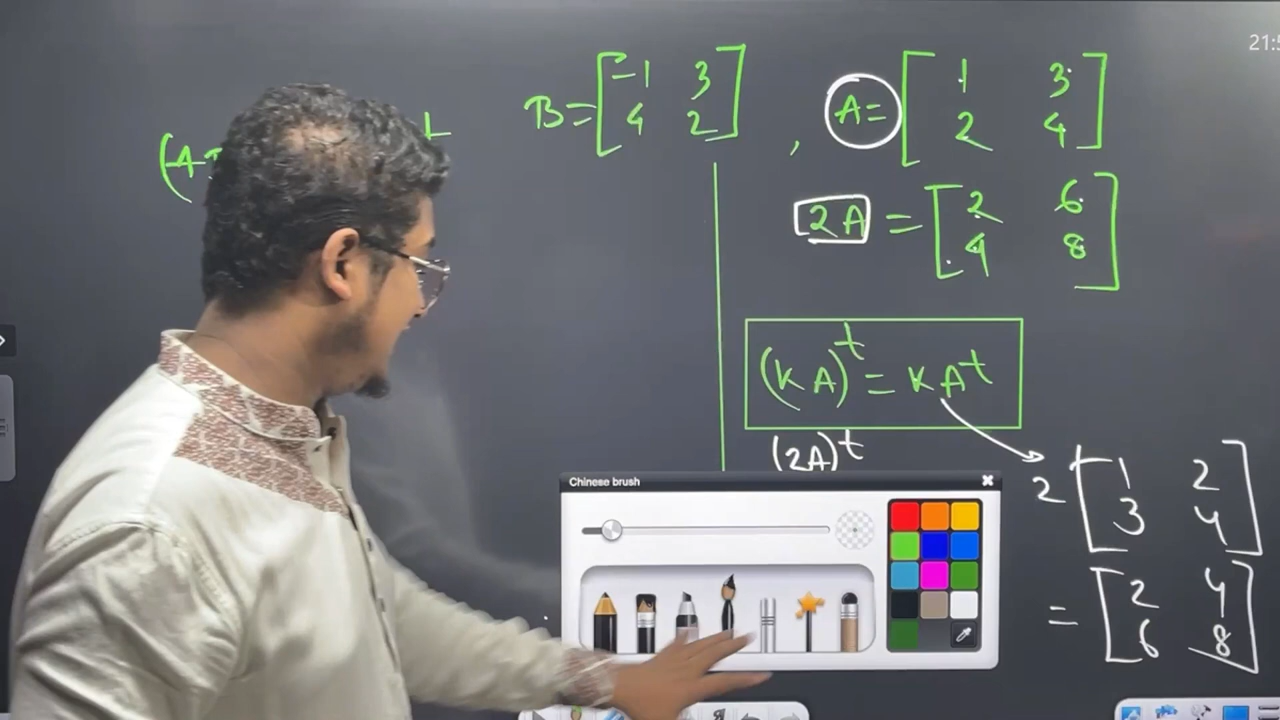 21:5
B = [ -1 3
4 2 ] , A = [ 1 3
2 4 ]
2A = [ 2 6
4 8 ]
(KA)^t = KA^t
(2A)^t
2 [ 1 2
3 4 ]
= [ 2 4
6 8 ]
Chinese brush